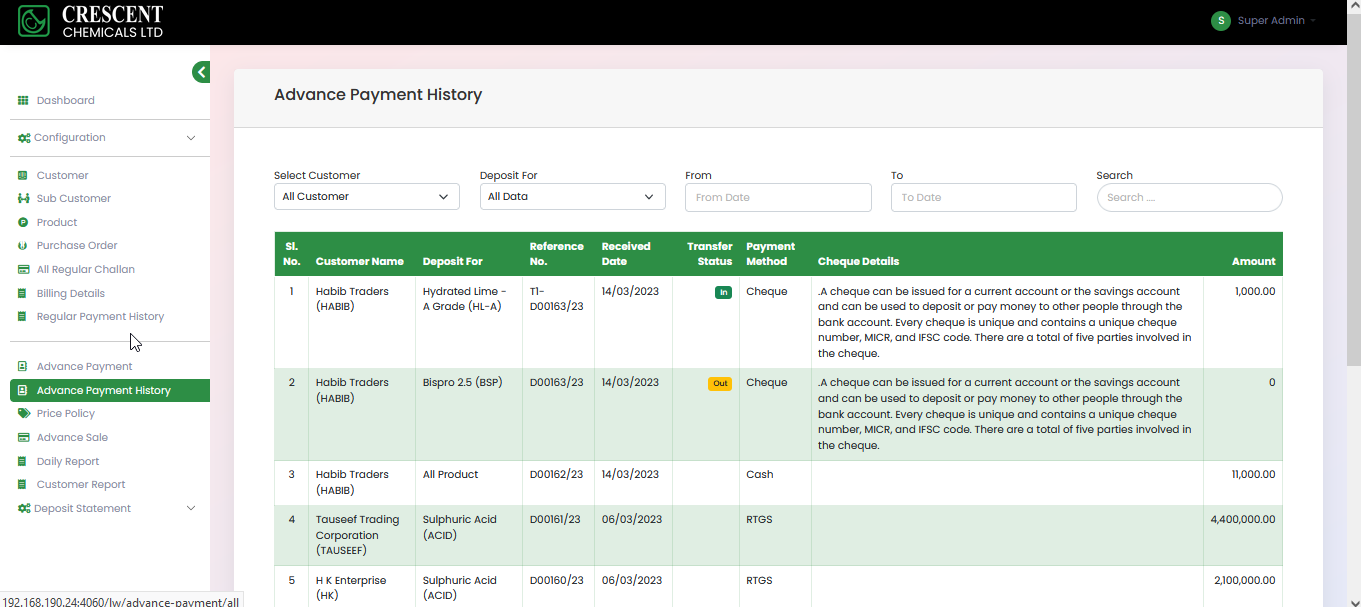 CRESCENT
CHEMICALS LTD
S Super Admin
Dashboard
Configuration
Customer
Sub Customer
Product
Purchase Order
All Regular Challan
Billing Details
Regular Payment History
Advance Payment
Advance Payment History
Price Policy
Advance Sale
Daily Report
Customer Report
Deposit Statement
192.168.190.24:4060/lw/advance-payment/all
Advance Payment History
Select Customer Deposit For From To Search
All Customer All Data From Date To Date Search ....
Sl. Reference Received Transfer Payment
No. Customer Name Deposit For No. Date Status Method Cheque Details Amount
1 Habib Traders Hydrated Lime - T1- 14/03/2023 In Cheque .A cheque can be issued for a current account or the savings account 1,000.00
(HABIB) A Grade (HL-A) D00163/23 and can be used to deposit or pay money to other people through the
bank account. Every cheque is unique and contains a unique cheque
number, MICR, and IFSC code. There are a total of five parties involved in
the cheque.
2 Habib Traders Bispro 2.5 (BSP) D00163/23 14/03/2023 Out Cheque .A cheque can be issued for a current account or the savings account 0
(HABIB) and can be used to deposit or pay money to other people through the
bank account. Every cheque is unique and contains a unique cheque
number, MICR, and IFSC code. There are a total of five parties involved in
the cheque.
3 Habib Traders All Product D00162/23 14/03/2023 Cash 11,000.00
(HABIB)
4 Tauseef Trading Sulphuric Acid D00161/23 06/03/2023 RTGS 4,400,000.00
Corporation (ACID)
(TAUSEEF)
5 H K Enterprise Sulphuric Acid D00160/23 06/03/2023 RTGS 2,100,000.00
(HK) (ACID)